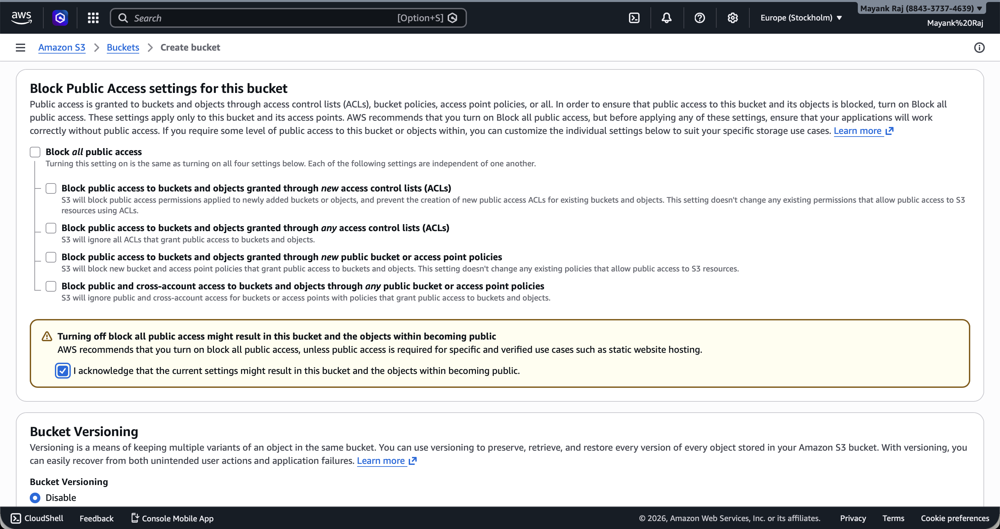 aws
Search [Option+S]
Europe (Stockholm)
Mayank Raj (8843-3737-4639)
Mayank%20Raj
Amazon S3 > Buckets > Create bucket
Block Public Access settings for this bucket
Public access is granted to buckets and objects through access control lists (ACLs), bucket policies, access point policies, or all. In order to ensure that public access to this bucket and its objects is blocked, turn on Block all
public access. These settings apply only to this bucket and its access points. AWS recommends that you turn on Block all public access, but before applying any of these settings, ensure that your applications will work
correctly without public access. If you require some level of public access to this bucket or objects within, you can customize the individual settings below to suit your specific storage use cases. Learn more
Block all public access
Turning this setting on is the same as turning on all four settings below. Each of the following settings are independent of one another.
Block public access to buckets and objects granted through new access control lists (ACLs)
S3 will block public access permissions applied to newly added buckets or objects, and prevent the creation of new public access ACLs for existing buckets and objects. This setting doesn't change any existing permissions that allow public access to S3
resources using ACLs.
Block public access to buckets and objects granted through any access control lists (ACLs)
S3 will ignore all ACLs that grant public access to buckets and objects.
Block public access to buckets and objects granted through new public bucket or access point policies
S3 will block new bucket and access point policies that grant public access to buckets and objects. This setting doesn't change any existing policies that allow public access to S3 resources.
Block public and cross-account access to buckets and objects through any public bucket or access point policies
S3 will ignore public and cross-account access for buckets or access points with policies that grant public access to buckets and objects.
Turning off block all public access might result in this bucket and the objects within becoming public
AWS recommends that you turn on block all public access, unless public access is required for specific and verified use cases such as static website hosting.
I acknowledge that the current settings might result in this bucket and the objects within becoming public.
Bucket Versioning
Versioning is a means of keeping multiple variants of an object in the same bucket. You can use versioning to preserve, retrieve, and restore every version of every object stored in your Amazon S3 bucket. With versioning, you
can easily recover from both unintended user actions and application failures. Learn more
Bucket Versioning
Disable
CloudShell Feedback Console Mobile App © 2026, Amazon Web Services, Inc. or its affiliates. Privacy Terms Cookie preferences